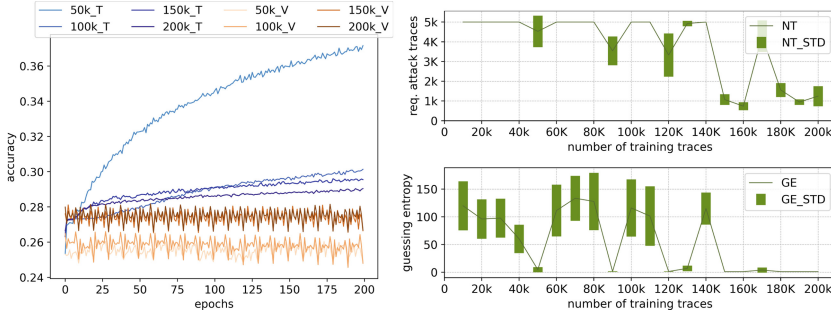 50k_T 150k_T 50k_V 150k_V
100k_T 200k_T 100k_V 200k_V
accuracy
0.36
0.34
0.32
0.30
0.28
0.26
0.24
0 25 50 75 100 125 150 175 200
epochs
req. attack traces
5k
4k
3k
2k
1k
0
NT
NT_STD
0 20K 40K 60K 80K 100K 120K 140K 160K 180K 200k
number of training traces
guessing entropy
150
100
50
0
GE
GE_STD
0 20K 40K 60K 80K 100K 120K 140K 160K 180K 200k
number of training traces